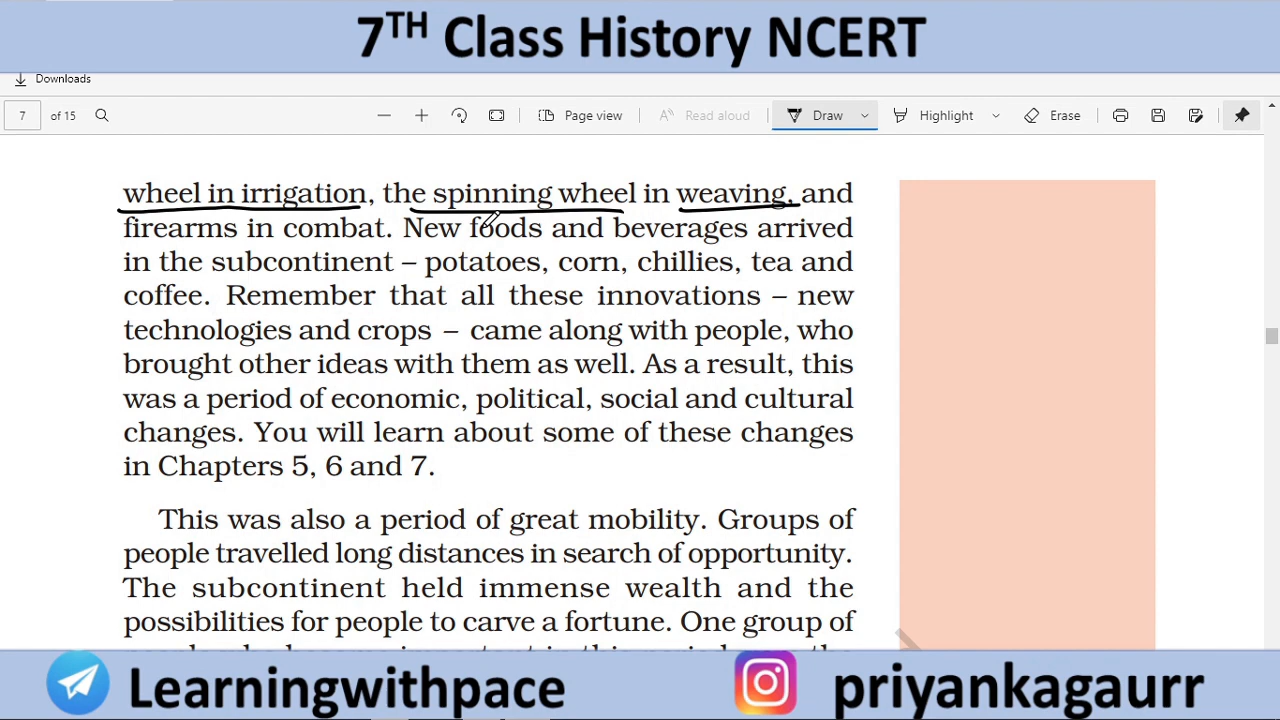 7TH Class History NCERT
Downloads
7 of 15 Page view Read aloud Draw Highlight Erase
wheel in irrigation, the spinning wheel in weaving, and
firearms in combat. New foods and beverages arrived
in the subcontinent – potatoes, corn, chillies, tea and
coffee. Remember that all these innovations – new
technologies and crops – came along with people, who
brought other ideas with them as well. As a result, this
was a period of economic, political, social and cultural
changes. You will learn about some of these changes
in Chapters 5, 6 and 7.
This was also a period of great mobility. Groups of
people travelled long distances in search of opportunity.
The subcontinent held immense wealth and the
possibilities for people to carve a fortune. One group of
Learningwithpace priyankagaurr